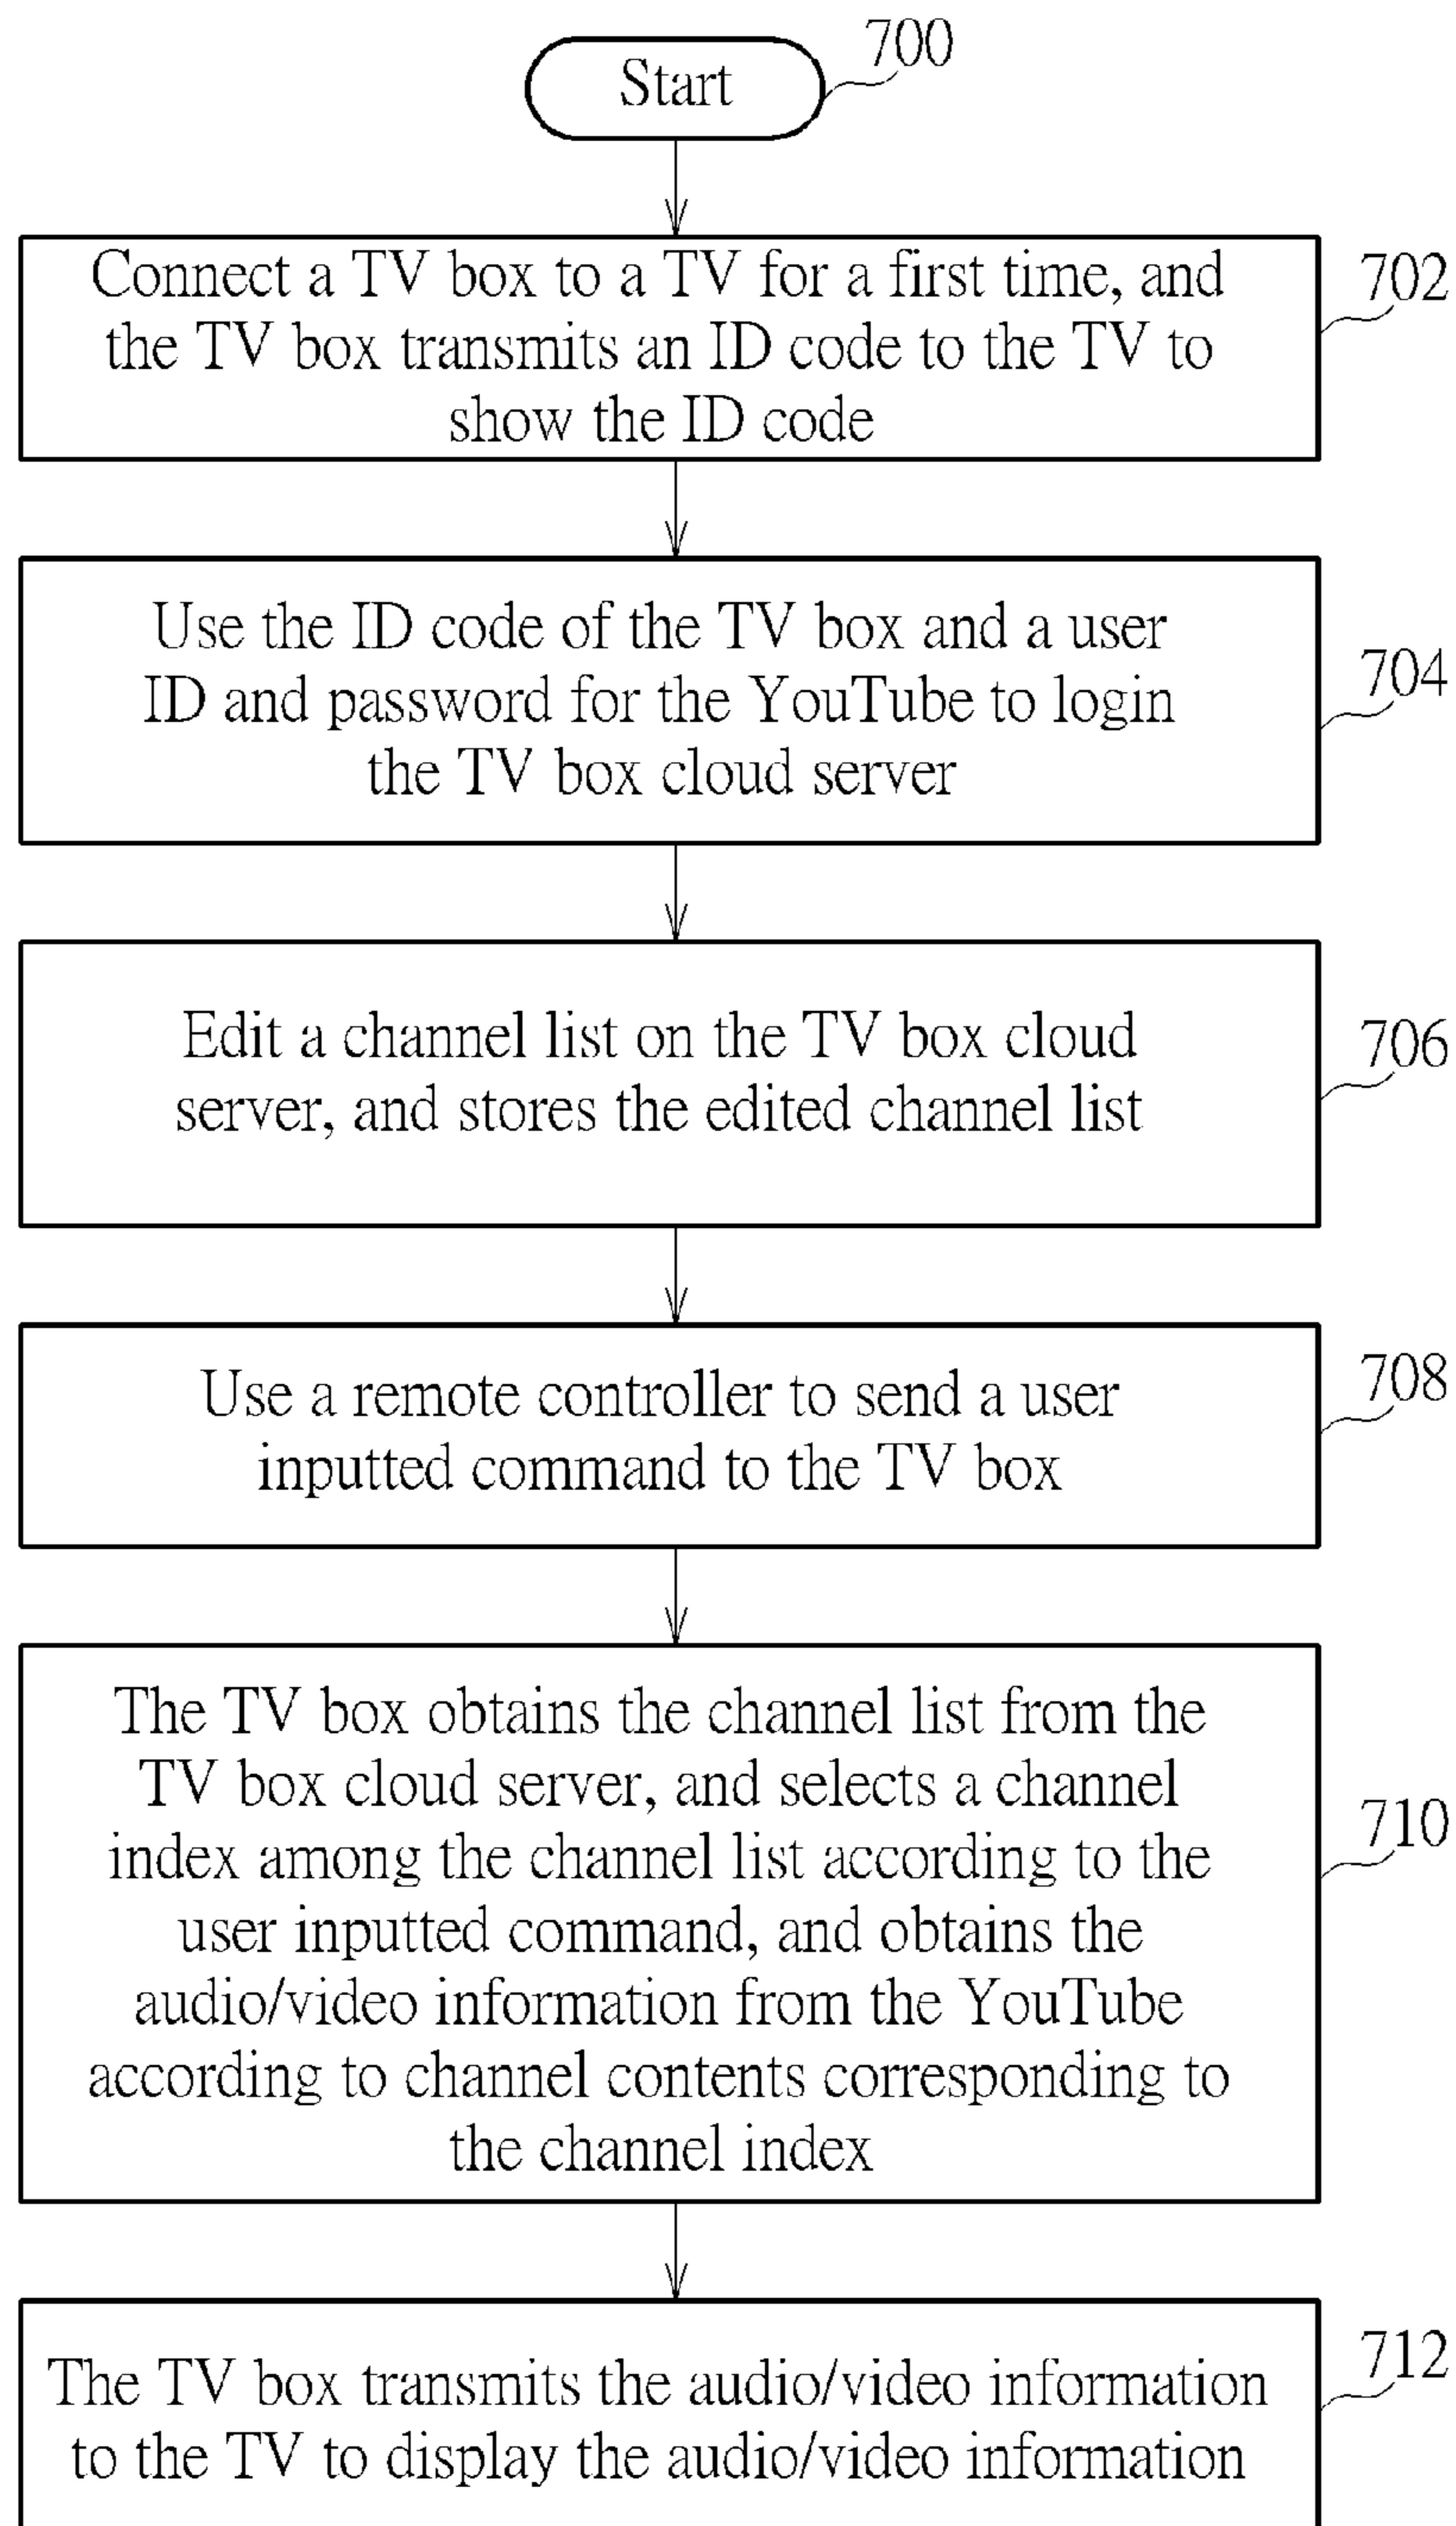 Start
700
Connect a TV box to a TV for a first time, and
the TV box transmits an ID code to the TV to
show the ID code
702
Use the ID code of the TV box and a user
ID and password for the YouTube to login
the TV box cloud server
704
Edit a channel list on the TV box cloud
server, and stores the edited channel list
706
Use a remote controller to send a user
inputted command to the TV box
708
The TV box obtains the channel list from the
TV box cloud server, and selects a channel
index among the channel list according to the
user inputted command, and obtains the
audio/video information from the YouTube
according to channel contents corresponding to
the channel index
710
The TV box transmits the audio/video information
to the TV to display the audio/video information
712